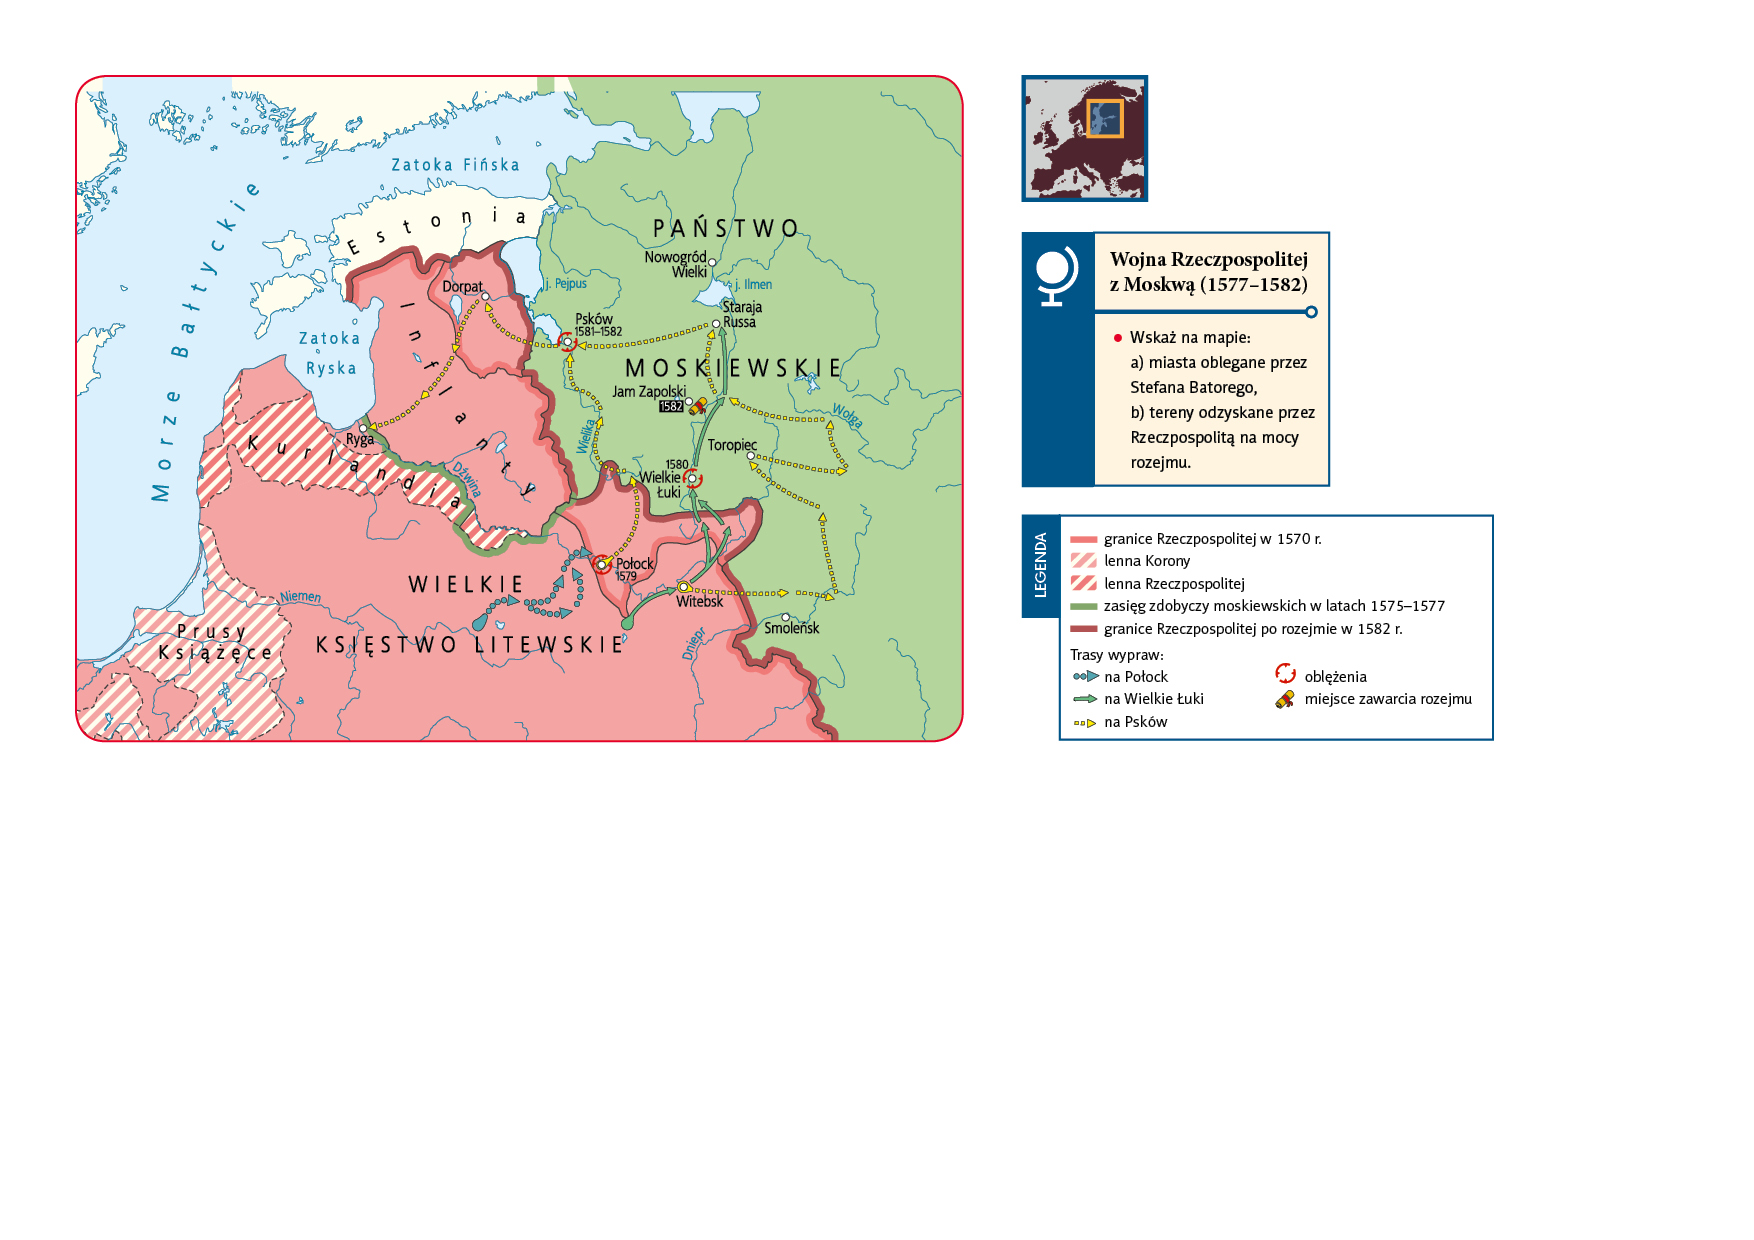 Zatoka Fińska
Morze Bałtyckie
Estonia
PAŃSTWO
Nowogród
Wielki
j. Ilmen
j. Pejpus
Dorpat
Staraja
Russa
Psków
1581–1582
Zatoka
Ryska
Inflanty
MOSKIEWSKIE
Jam Zapolski
1582
Wołga
Wielika
Ryga
Kurlandia
Dźwina
Toropiec
1580
Wielkie
Łuki
Połock
1579
WIELKIE
Niemen
Witebsk
Prusy
Książęce
KSIĘSTWO LITEWSKIE
Dniepr
Smoleńsk
Wojna Rzeczpospolitej
z Moskwą (1577–1582)
• Wskaż na mapie:
a) miasta oblegane przez
Stefana Batorego,
b) tereny odzyskane przez
Rzeczpospolitą na mocy
rozejmu.
LEGENDA
granice Rzeczpospolitej w 1570 r.
lenna Korony
lenna Rzeczpospolitej
zasięg zdobyczy moskiewskich w latach 1575–1577
granice Rzeczpospolitej po rozejmie w 1582 r.
Trasy wypraw:
na Połock
na Wielkie Łuki
na Psków
oblężenia
miejsce zawarcia rozejmu